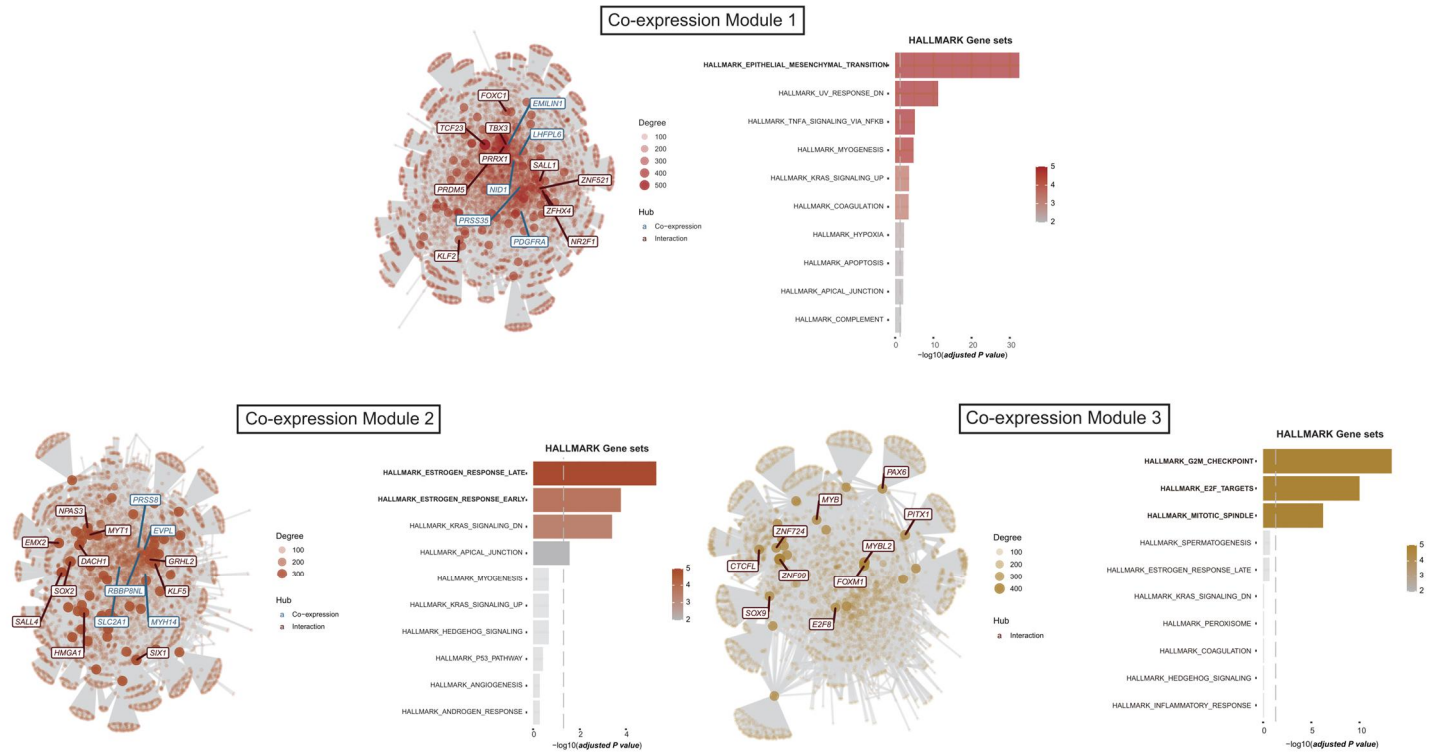 Co-expression Module 1
HALLMARK Gene sets
HALLMARK_EPITHELIAL_MESENCHYMAL_TRANSITION
HALLMARK_UV_RESPONSE_DN
HALLMARK_TNFA_SIGNALING_VIA_NFKB
HALLMARK_MYOGENESIS
HALLMARK_KRAS_SIGNALING_UP
HALLMARK_COAGULATION
HALLMARK_HYPOXIA
HALLMARK_APOPTOSIS
HALLMARK_APICAL_JUNCTION
HALLMARK_COMPLEMENT
0 10 20 30
−log10(adjusted P value)
5
4
3
2
FOXC1
EMILIN1
TCF23
TBX3
LHFPL6
PRRX1
SALL1
ZNF521
PRDM5
NID1
ZFHX4
PRSS35
PDGFRA
NR2F1
KLF2
Degree
100
200
300
400
500
Hub
a Co−expression
a Interaction
Co-expression Module 2
HALLMARK Gene sets
HALLMARK_ESTROGEN_RESPONSE_LATE
HALLMARK_ESTROGEN_RESPONSE_EARLY
HALLMARK_KRAS_SIGNALING_DN
HALLMARK_APICAL_JUNCTION
HALLMARK_MYOGENESIS
HALLMARK_KRAS_SIGNALING_UP
HALLMARK_HEDGEHOG_SIGNALING
HALLMARK_P53_PATHWAY
HALLMARK_ANGIOGENESIS
HALLMARK_ANDROGEN_RESPONSE
0 2 4
−log10(adjusted P value)
5
4
3
2
PRSS8
NPAS3
MYT1
EVPL
EMX2
DACH1
GRHL2
SOX2
RBBP8NL
KLF5
SALL4
SLC2A1
MYH14
HMGA1
SIX1
Degree
100
200
300
Hub
a Co−expression
a Interaction
Co-expression Module 3
HALLMARK Gene sets
HALLMARK_G2M_CHECKPOINT
HALLMARK_E2F_TARGETS
HALLMARK_MITOTIC_SPINDLE
HALLMARK_SPERMATOGENESIS
HALLMARK_ESTROGEN_RESPONSE_LATE
HALLMARK_KRAS_SIGNALING_DN
HALLMARK_PEROXISOME
HALLMARK_COAGULATION
HALLMARK_HEDGEHOG_SIGNALING
HALLMARK_INFLAMMATORY_RESPONSE
0 5 10
−log10(adjusted P value)
5
4
3
2
PAX6
MYB
PITX1
ZNF724
MYBL2
CTCFL
ZNF99
FOXM1
SOX9
E2F8
Degree
100
200
300
400
Hub
a Interaction